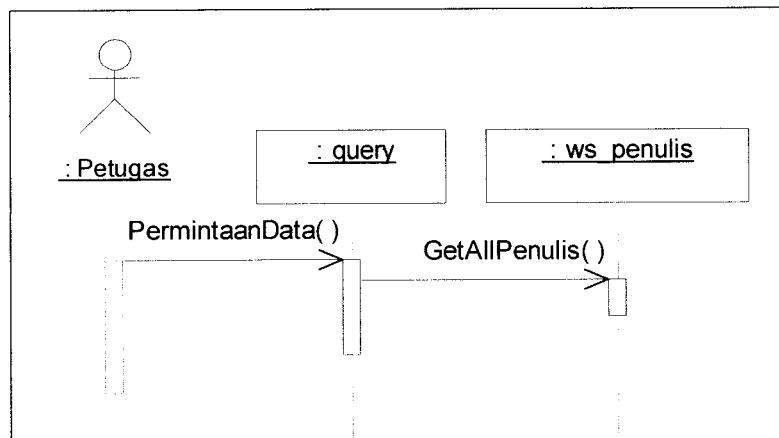 : Petugas
: query
: ws_penulis
PermintaanData( )
GetAllPenulis( )